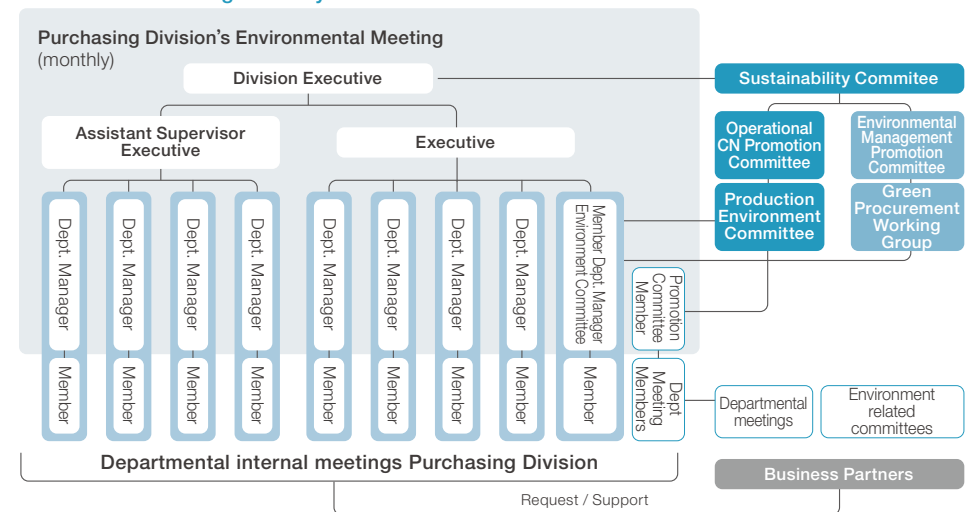 Purchasing Division's Environmental Meeting
(monthly)
Division Executive
Sustainability Commitee
Assistant Supervisor
Executive
Executive
Operational
CN Promotion
Committee
Environmental
Management
Promotion
Committee
Production
Environment
Committee
Green
Procurement
Working
Group
Dept. Manager
Dept. Manager
Dept. Manager
Dept. Manager
Dept. Manager
Dept. Manager
Dept. Manager
Dept. Manager
Member Dept. Manager
Environment Committee
Promotion
Committee
Member
Member
Member
Member
Member
Member
Member
Member
Member
Member
Dept
Meeting
Members
Departmental
meetings
Environment
related
committees
Departmental internal meetings Purchasing Division
Business Partners
Request / Support